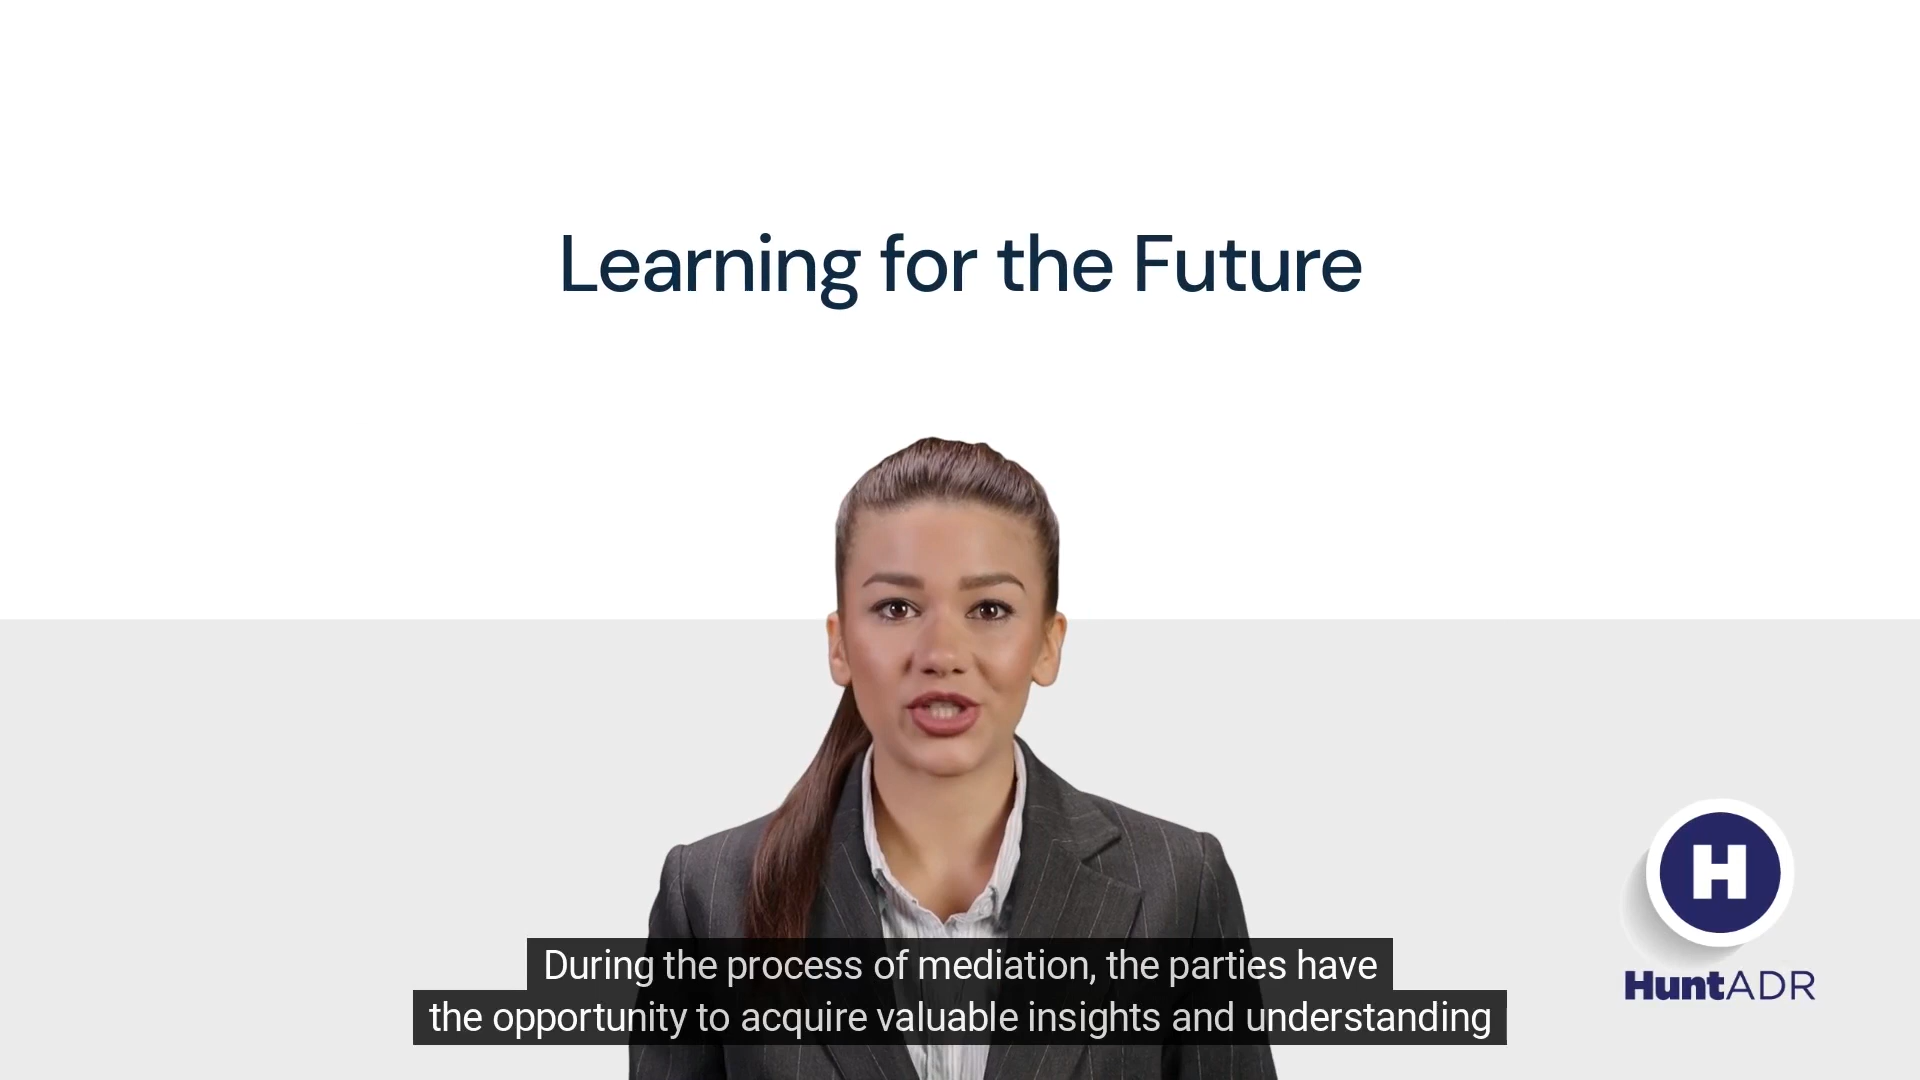 Learning for the Future
H
HuntADR
During the process of mediation, the parties have
the opportunity to acquire valuable insights and understanding